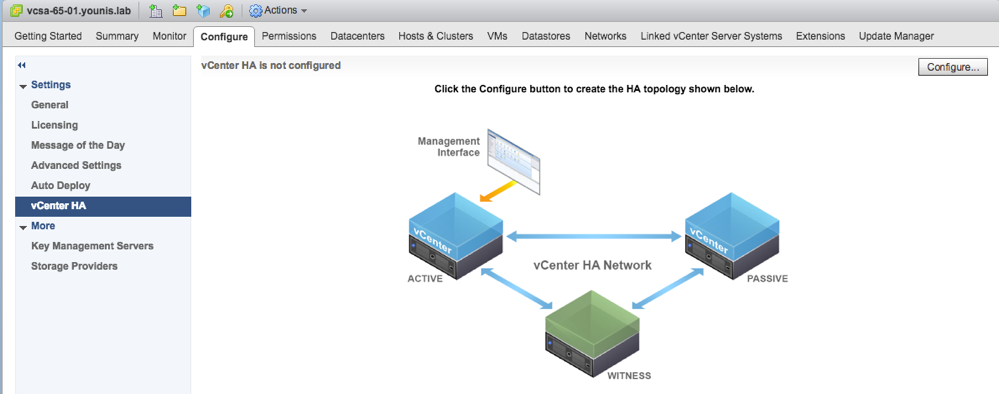 vcsa-65-01.younis.lab Actions
Getting Started Summary Monitor Configure Permissions Datacenters Hosts & Clusters VMs Datastores Networks Linked vCenter Server Systems Extensions Update Manager
Settings
General
Licensing
Message of the Day
Advanced Settings
Auto Deploy
vCenter HA
More
Key Management Servers
Storage Providers
vCenter HA is not configured
Configure...
Click the Configure button to create the HA topology shown below.
Management
Interface
vCenter
ACTIVE
vCenter HA Network
vCenter
PASSIVE
WITNESS